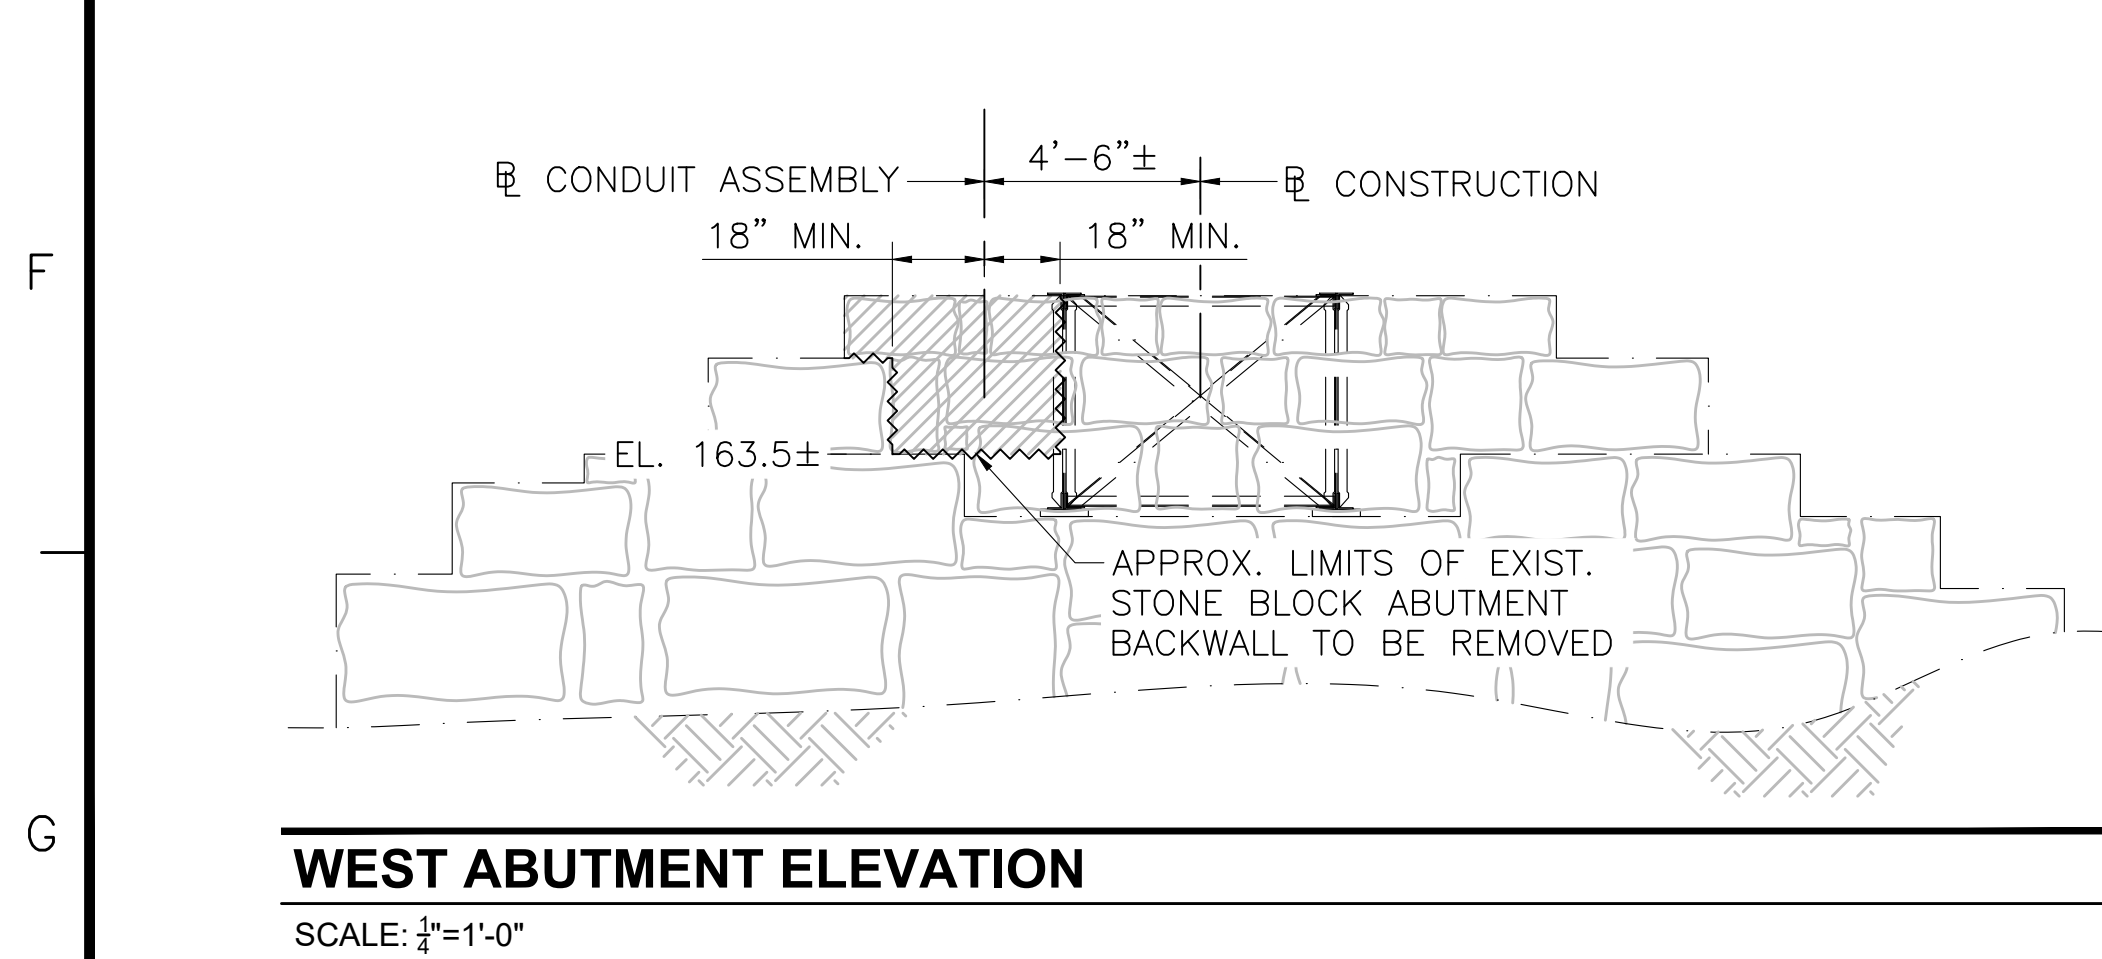 4’-6”±
℄ CONDUIT ASSEMBLY
℄ CONSTRUCTION
18” MIN.
18” MIN.
F
EL. 163.5±
APPROX. LIMITS OF EXIST.
STONE BLOCK ABUTMENT
BACKWALL TO BE REMOVED
G
WEST ABUTMENT ELEVATION
SCALE: 1/4"=1'-0"